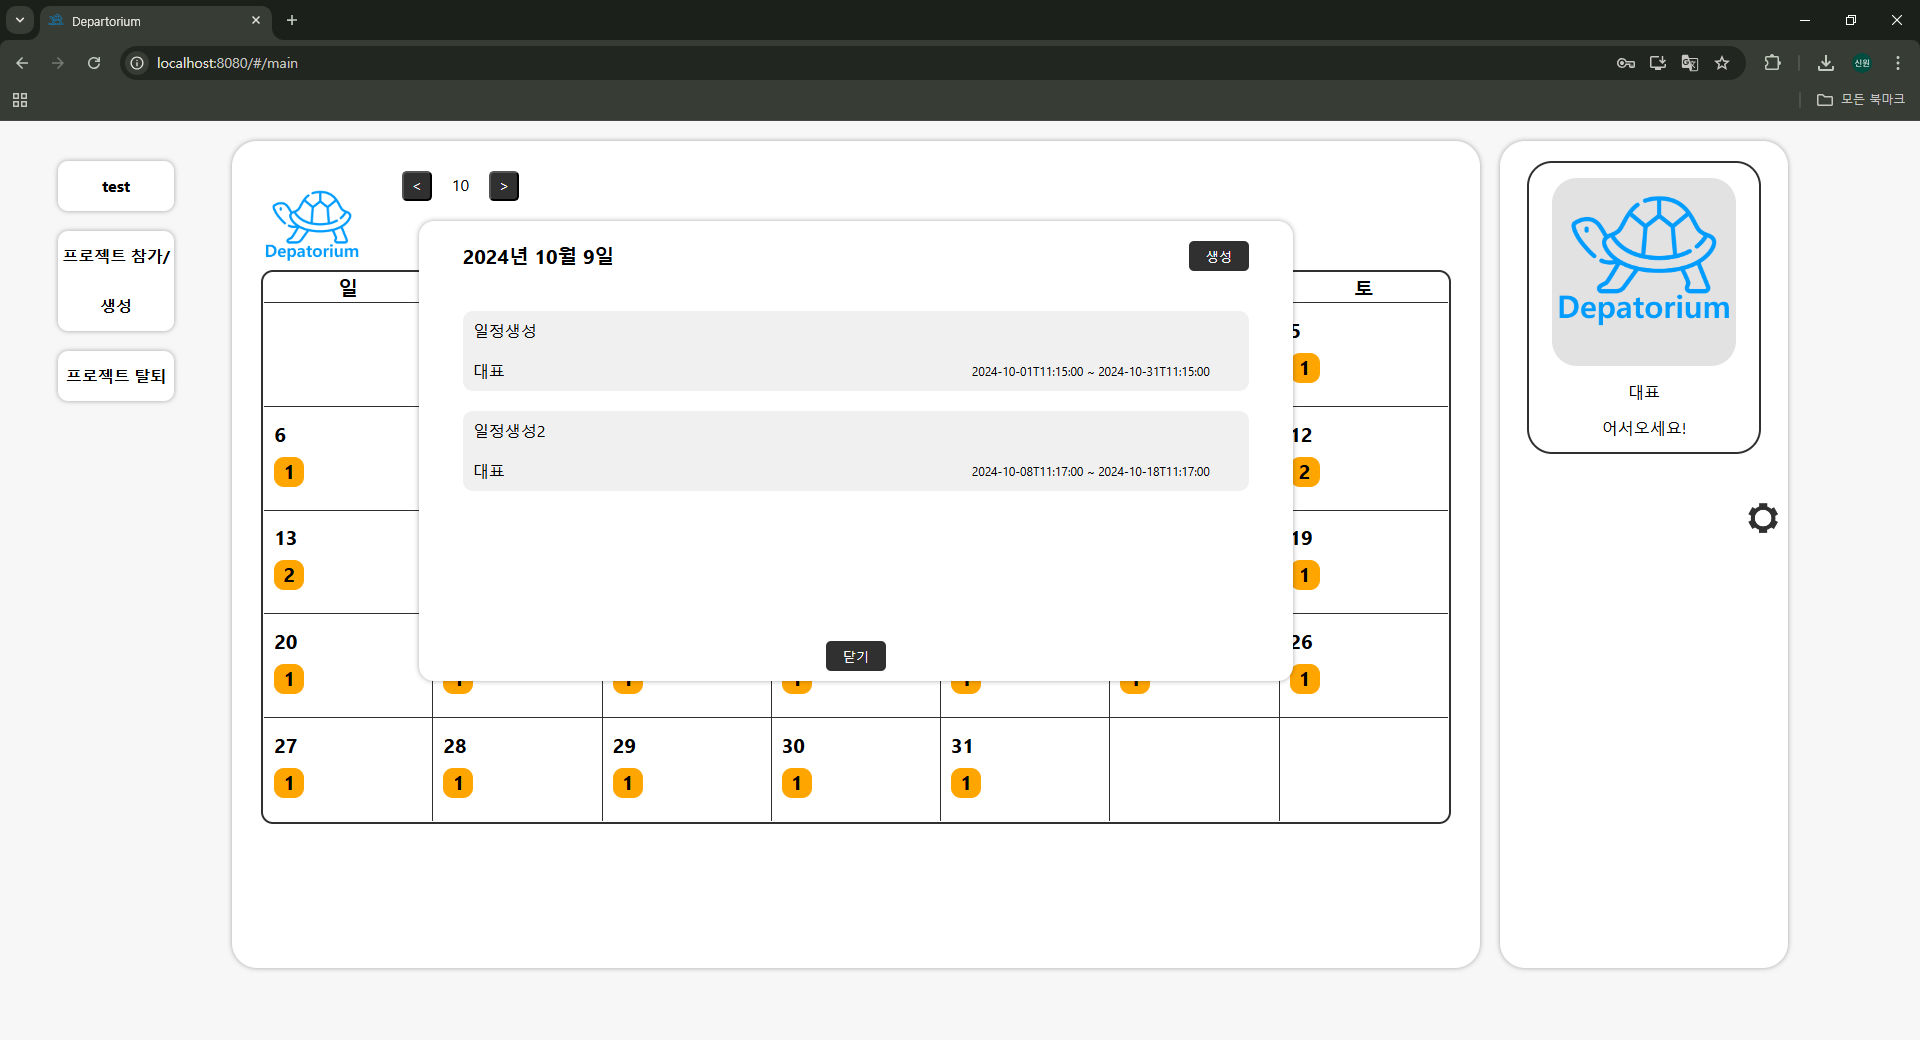 Departorium
localhost:8080/#/main
신원
모든 북마크
test
프로젝트 참가/
생성
프로젝트 탈퇴
Depatorium
< 10 >
일
토
5
1
6
1
12
2
13
2
19
1
20
1
1
1
1
1
1
26
1
27
1
28
1
29
1
30
1
31
1
2024년 10월 9일
생성
일정생성
대표
2024-10-01T11:15:00 ~ 2024-10-31T11:15:00
일정생성2
대표
2024-10-08T11:17:00 ~ 2024-10-18T11:17:00
닫기
Depatorium
대표
어서오세요!